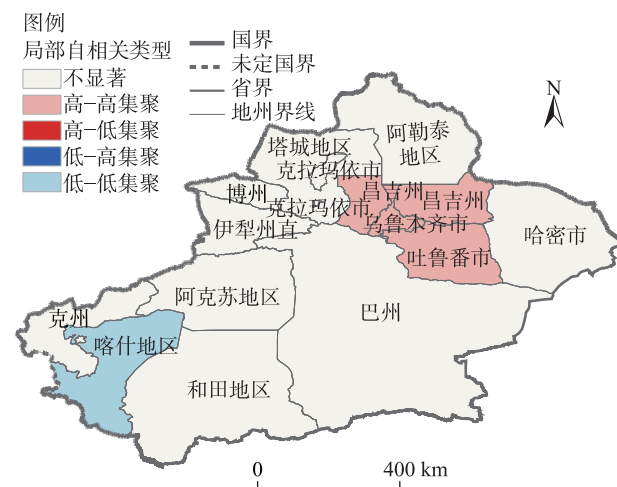 图例
局部自相关类型
不显著
高-高集聚
高-低集聚
低-高集聚
低-低集聚
国界
未定国界
省界
地州界线
N
阿勒泰
地区
塔城地区
克拉玛依市
博州
克拉玛依市
昌吉州
昌吉州
乌鲁木齐市
伊犁州直
吐鲁番市
哈密市
阿克苏地区
巴州
克州
喀什地区
和田地区
0 400 km